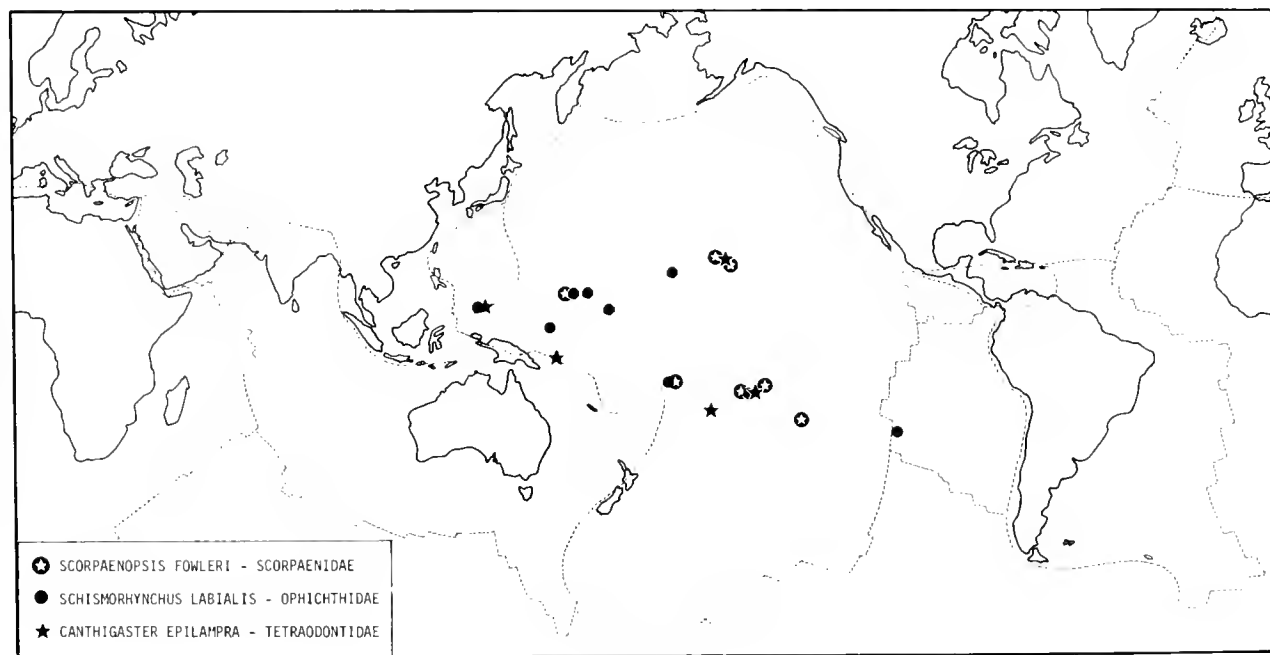 SCORPAENOPSIS FOWLERI - SCORPAENIDAE
SCHISMORHYNCHUS LABIALIS - OPHICHTHIDAE
CANTHIGASTER EPILAMPRA - TETRAODONTIDAE